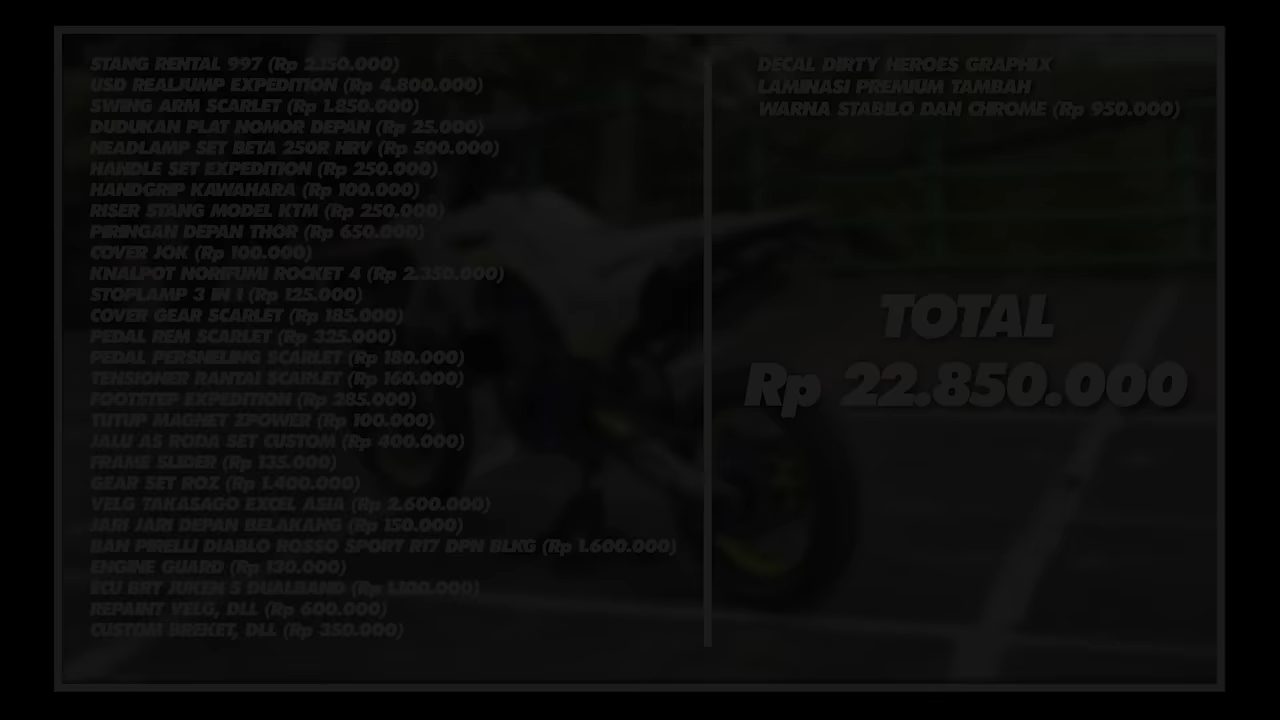 STANG RENTAL 997 (Rp 2.150.000)
USD REALJUMP EXPEDITION (Rp 4.800.000)
SWING ARM SCARLET (Rp 1.850.000)
DUDUKAN PLAT NOMOR DEPAN (Rp 25.000)
HEADLAMP SET BETA 250R HRV (Rp 500.000)
HANDLE SET EXPEDITION (Rp 250.000)
HANDGRIP KAWAHARA (Rp 100.000)
RISER STANG MODEL KTM (Rp 250.000)
PIRINGAN DEPAN THOR (Rp 650.000)
COVER JOK (Rp 100.000)
KNALPOT NORIFUMI ROCKET 4 (Rp 2.350.000)
STOPLAMP 3 IN 1 (Rp 125.000)
COVER GEAR SCARLET (Rp 185.000)
PEDAL REM SCARLET (Rp 325.000)
PEDAL PERSNELING SCARLET (Rp 180.000)
TENSIONER RANTAI SCARLET (Rp 160.000)
FOOTSTEP EXPEDITION (Rp 285.000)
TUTUP MAGNET ZPOWER (Rp 100.000)
JALU AS RODA SET CUSTOM (Rp 400.000)
FRAME SLIDER (Rp 135.000)
GEAR SET ROZ (Rp 1.400.000)
VELG TAKASAGO EXCEL ASIA (Rp 2.600.000)
JARI JARI DEPAN BELAKANG (Rp 150.000)
BAN PIRELLI DIABLO ROSSO SPORT R17 DPN BLKG (Rp 1.600.000)
ENGINE GUARD (Rp 130.000)
ECU BRT JUKEN 5 DUALBAND (Rp 1.100.000)
REPAINT VELG, DLL (Rp 600.000)
CUSTOM BREKET, DLL (Rp 350.000)
DECAL DIRTY HEROES GRAPHIX
LAMINASI PREMIUM TAMBAH
WARNA STABILO DAN CHROME (Rp 950.000)
TOTAL
Rp 22.850.000